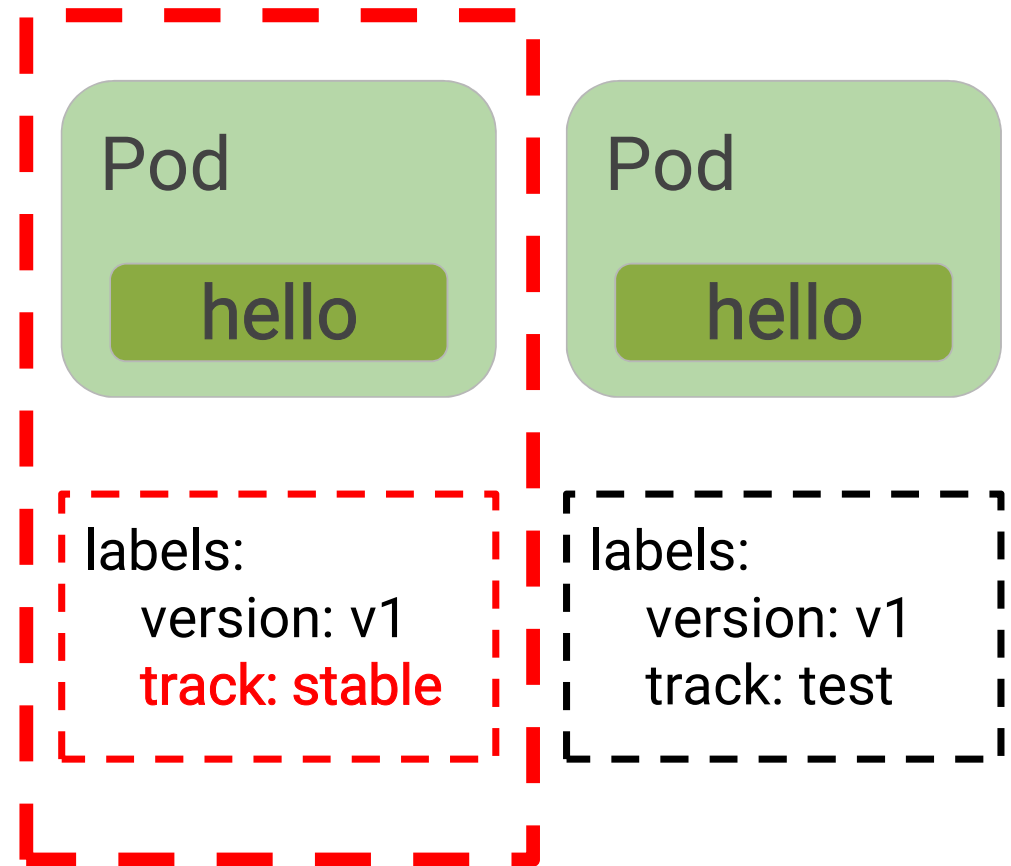 Pod
hello
labels:
version: v1
track: stable
Pod
hello
labels:
version: v1
track: test